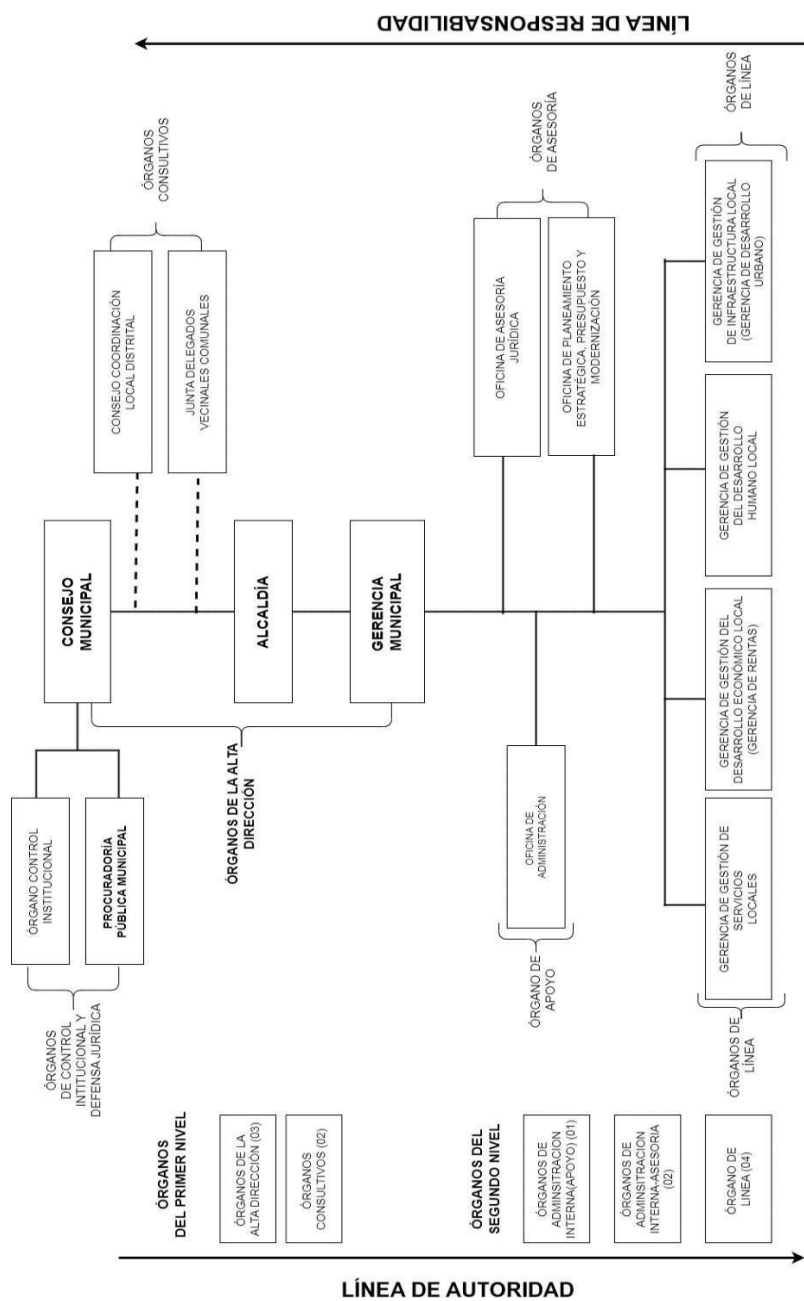 LÍNEA DE AUTORIDAD
ÓRGANOS
DEL PRIMER NIVEL
ÓRGANOS DE LA
ALTA DIRECCIÓN (03)
ÓRGANOS
CONSULTIVOS (02)
ÓRGANOS DEL
SEGUNDO NIVEL
ÓRGANOS DE
ADMINSITRACION
INTERNA(APOYO) (01)
ÓRGANOS DE
ADMINSITRACION
INTERNA-ASESORIA
(02)
ÓRGANO DE
LINEA (04)
ÓRGANOS
DE CONTROL
INTITUCIONAL Y
DEFENSA JURÍDICA
ÓRGANO CONTROL
INSTITUCIONAL
PROCURADORÍA
PÚBLICA MUNICIPAL
CONSEJO
MUNICIPAL
ÓRGANOS DE LA ALTA
DIRECCIÓN
ALCALDÍA
GERENCIA
MUNICIPAL
CONSEJO COORDINACIÓN
LOCAL DISTRITAL
JUNTA DELEGADOS
VECINALES COMUNALES
ÓRGANOS
CONSULTIVOS
ÓRGANO DE
APOYO
OFICINA DE
ADMINISTRACIÓN
OFICINA DE ASESORÍA
JURÍDICA
OFICINA DE PLANEAMIENTO
ESTRATÉGICA, PRESUPUESTO Y
MODERNIZACIÓN
ÓRGANOS
DE ASESORÍA
ÓRGANOS DE
LÍNEA
GERENCIA DE GESTIÓN DE
SERVICIOS
LOCALES
GERENCIA DE GESTIÓN DEL
DESARROLLO ECONÓMICO LOCAL
(GERENCIA DE RENTAS)
GERENCIA DE GESTIÓN
DEL DESARROLLO
HUMANO LOCAL
GERENCIA DE GESTIÓN
DE INFRAESTRUCTURA LOCAL
(GERENCIA DE DESARROLLO
URBANO)
ÓRGANOS
DE LÍNEA
LÍNEA DE RESPONSABILIDAD